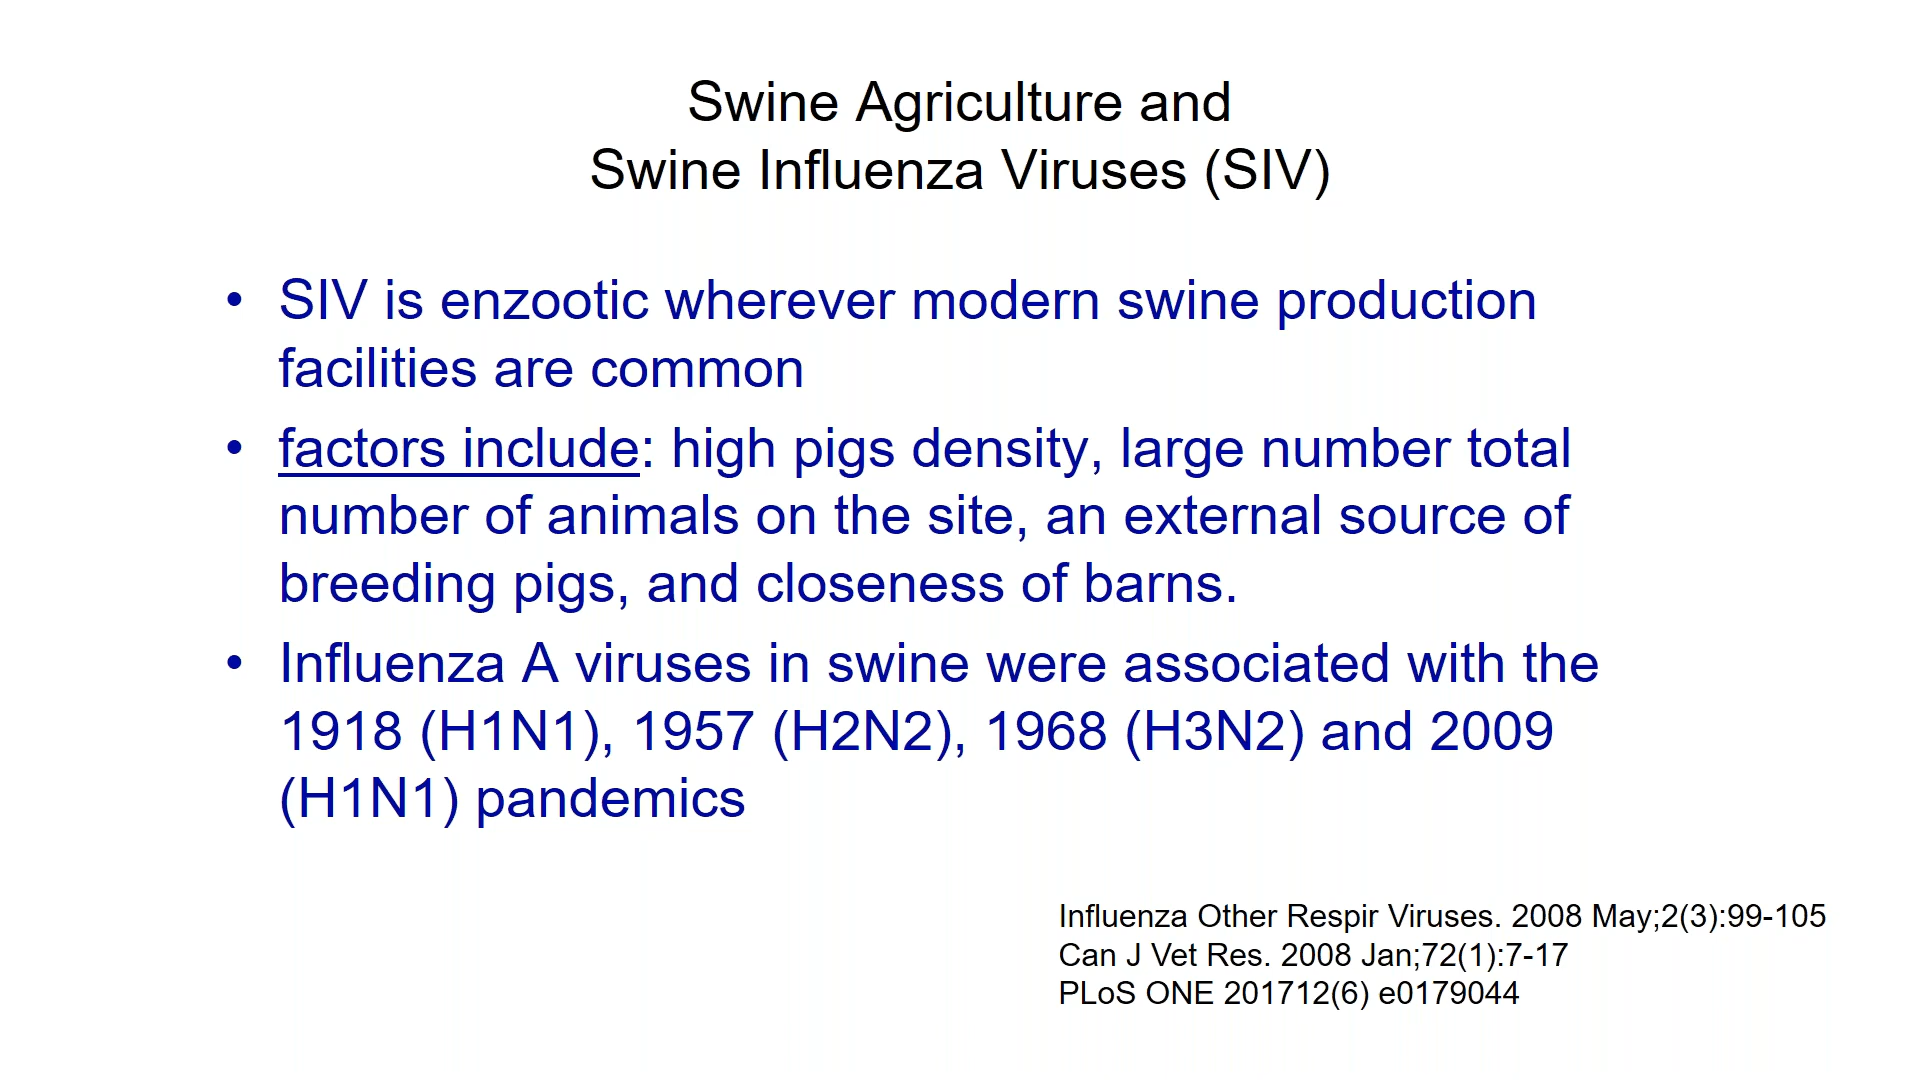 Swine Agriculture and
Swine Influenza Viruses (SIV)
• SIV is enzootic wherever modern swine production
facilities are common
• factors include: high pigs density, large number total
number of animals on the site, an external source of
breeding pigs, and closeness of barns.
• Influenza A viruses in swine were associated with the
1918 (H1N1), 1957 (H2N2), 1968 (H3N2) and 2009
(H1N1) pandemics
Influenza Other Respir Viruses. 2008 May;2(3):99-105
Can J Vet Res. 2008 Jan;72(1):7-17
PLoS ONE 201712(6) e0179044